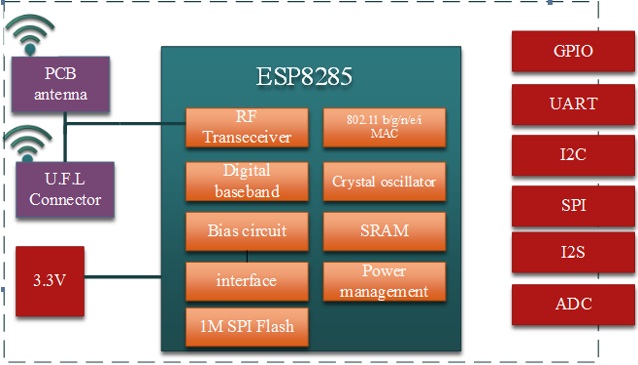 PCB
antenna
U.F.L
Connector
3.3V
ESP8285
RF
Transeceiver
802.11 b/g/n/e/i
MAC
Digital
baseband
Crystal oscillator
Bias circuit
SRAM
interface
Power
management
1M SPI Flash
GPIO
UART
I2C
SPI
I2S
ADC